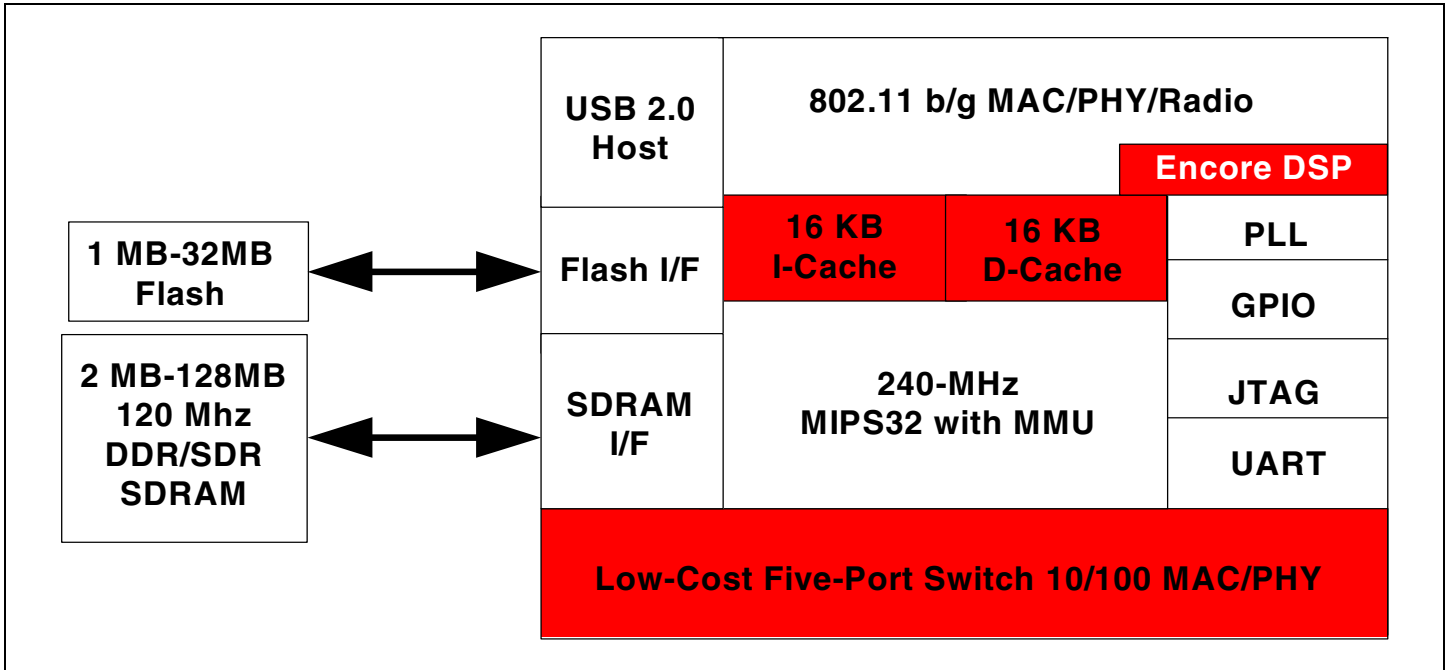 USB 2.0
Host
802.11 b/g MAC/PHY/Radio
Encore DSP
1 MB-32MB
Flash
Flash I/F
16 KB
I-Cache
16 KB
D-Cache
PLL
GPIO
2 MB-128MB
120 Mhz
DDR/SDR
SDRAM
SDRAM
I/F
240-MHz
MIPS32 with MMU
JTAG
UART
Low-Cost Five-Port Switch 10/100 MAC/PHY